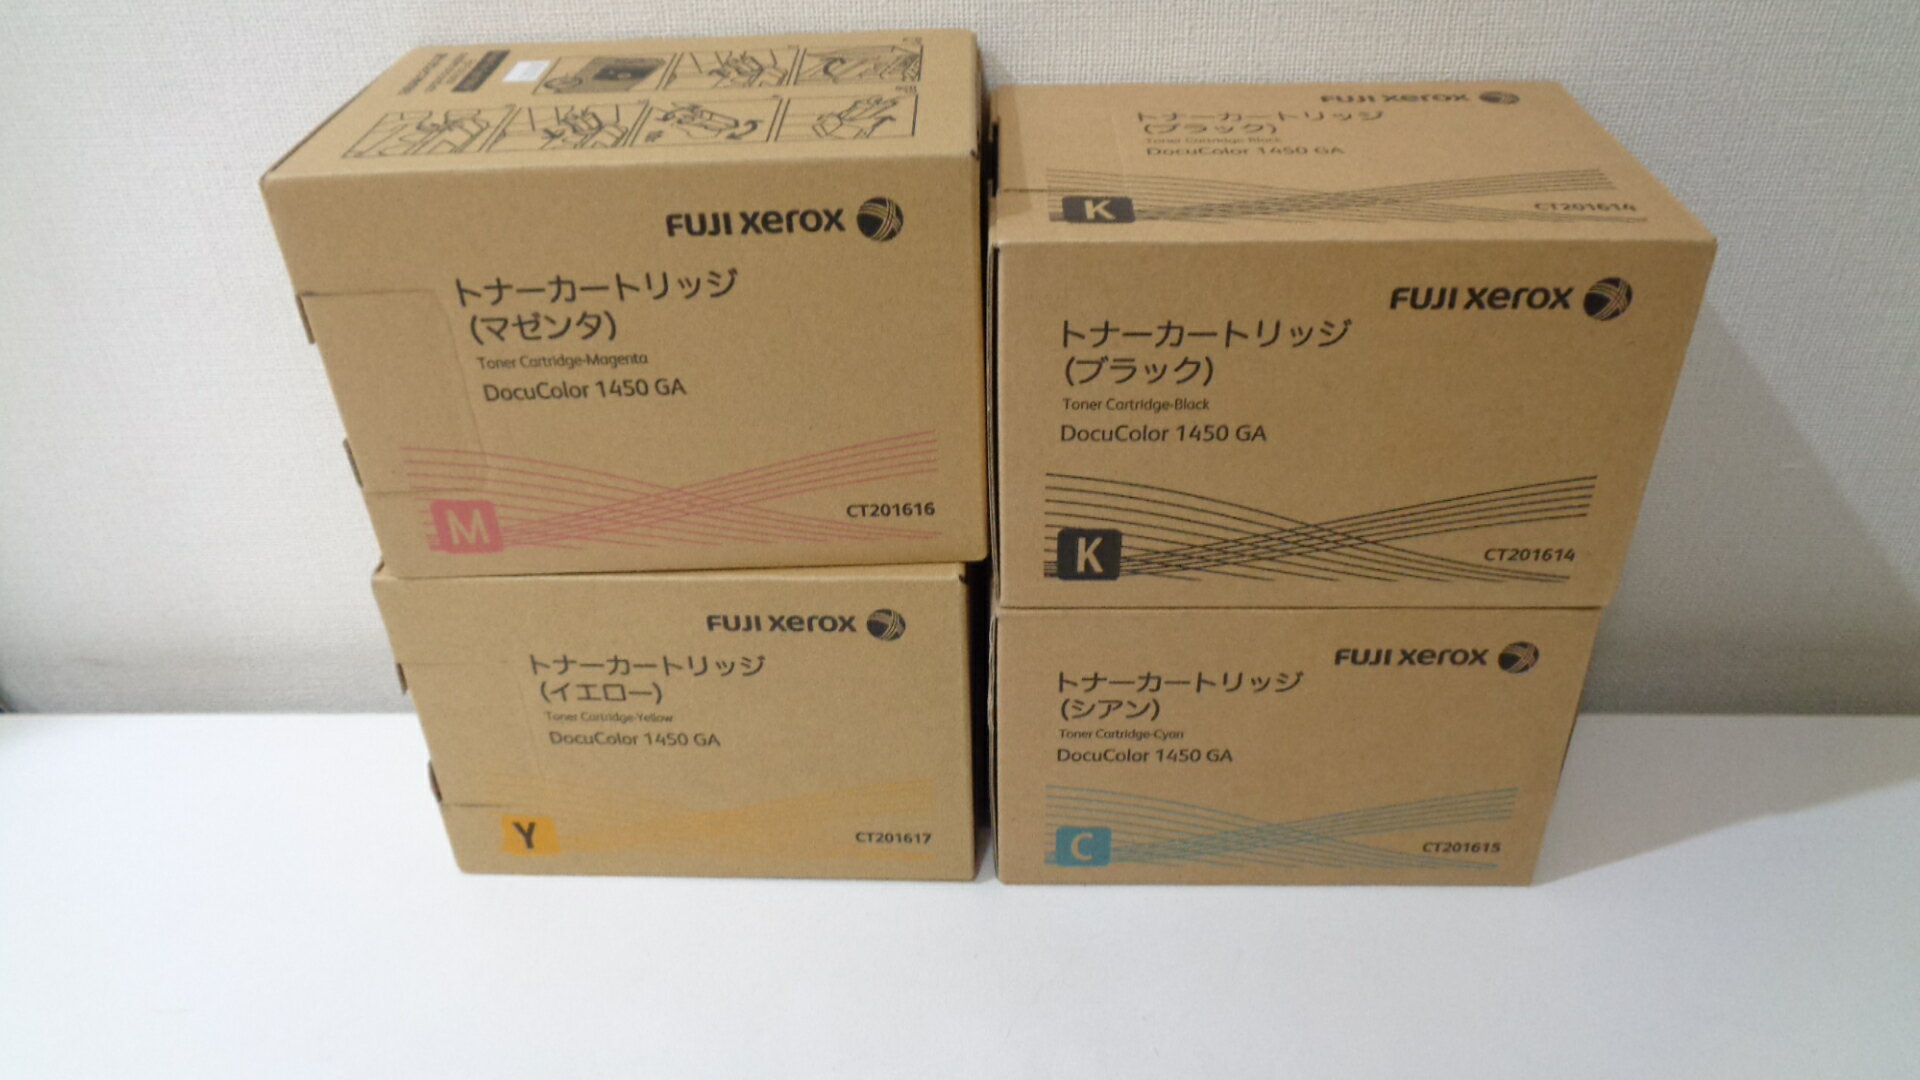 FUJI xerox
トナーカートリッジ
(マゼンタ)
Toner Cartridge-Magenta
DocuColor 1450 GA
M
CT201616
FUJI xerox
トナーカートリッジ
(ブラック)
Toner Cartridge-Black
DocuColor 1450 GA
K
CT201614
FUJI xerox
トナーカートリッジ
(ブラック)
Toner Cartridge-Black
DocuColor 1450 GA
K
CT201614
FUJI xerox
トナーカートリッジ
(イエロー)
Toner Cartridge-Yellow
DocuColor 1450 GA
Y
CT201617
FUJI xerox
トナーカートリッジ
(シアン)
Toner Cartridge-Cyan
DocuColor 1450 GA
C
CT201615